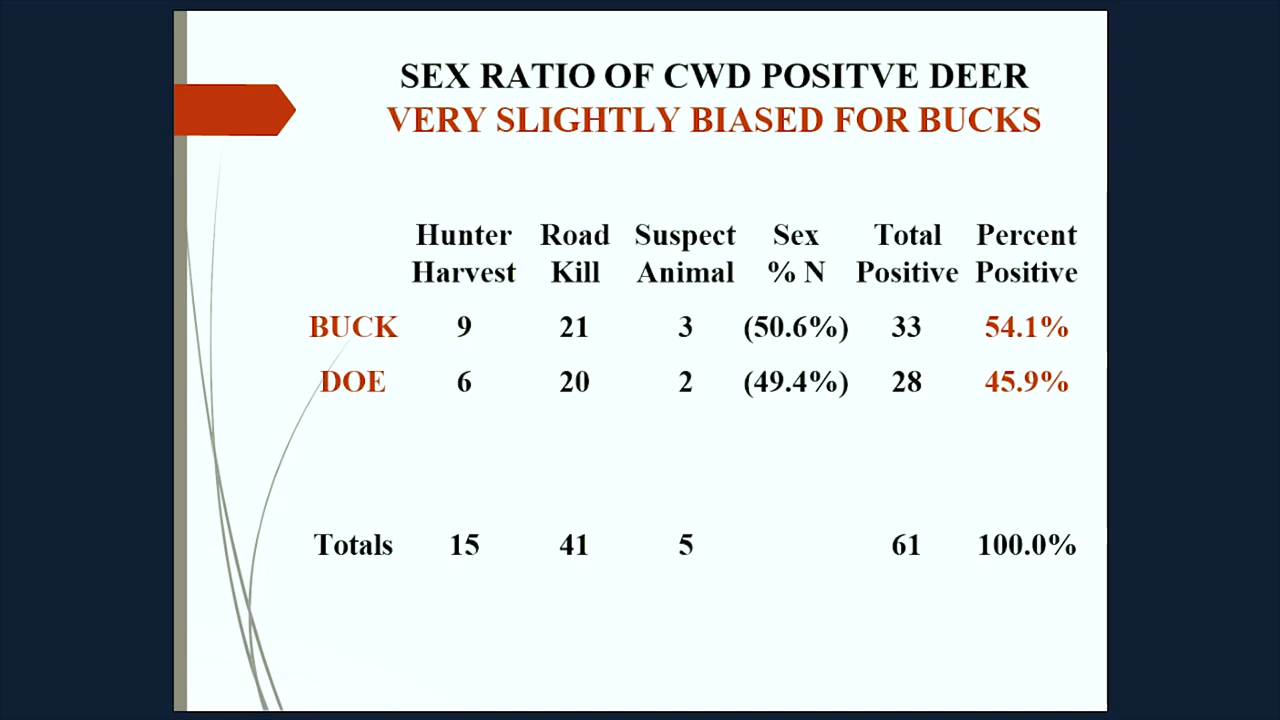 SEX RATIO OF CWD POSITVE DEER
VERY SLIGHTLY BIASED FOR BUCKS
Hunter Road Suspect Sex Total Percent
Harvest Kill Animal % N Positive Positive
BUCK 9 21 3 (50.6%) 33 54.1%
DOE 6 20 2 (49.4%) 28 45.9%
Totals 15 41 5 61 100.0%